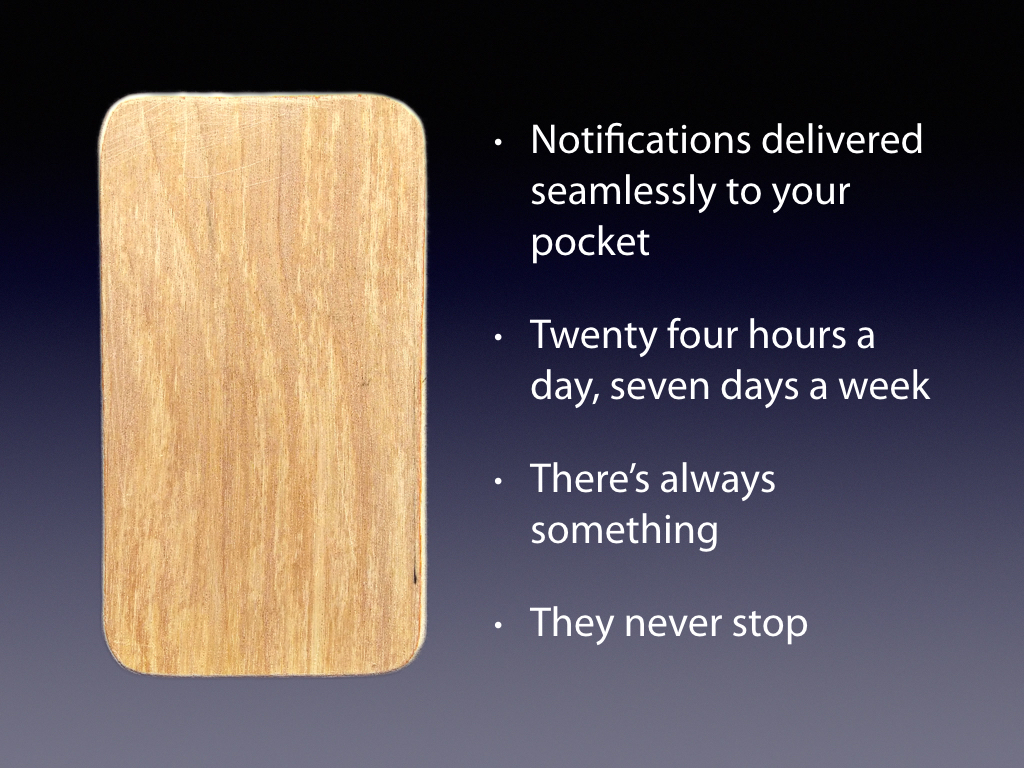 • Notifications delivered
seamlessly to your
pocket
• Twenty four hours a
day, seven days a week
• There’s always
something
• They never stop